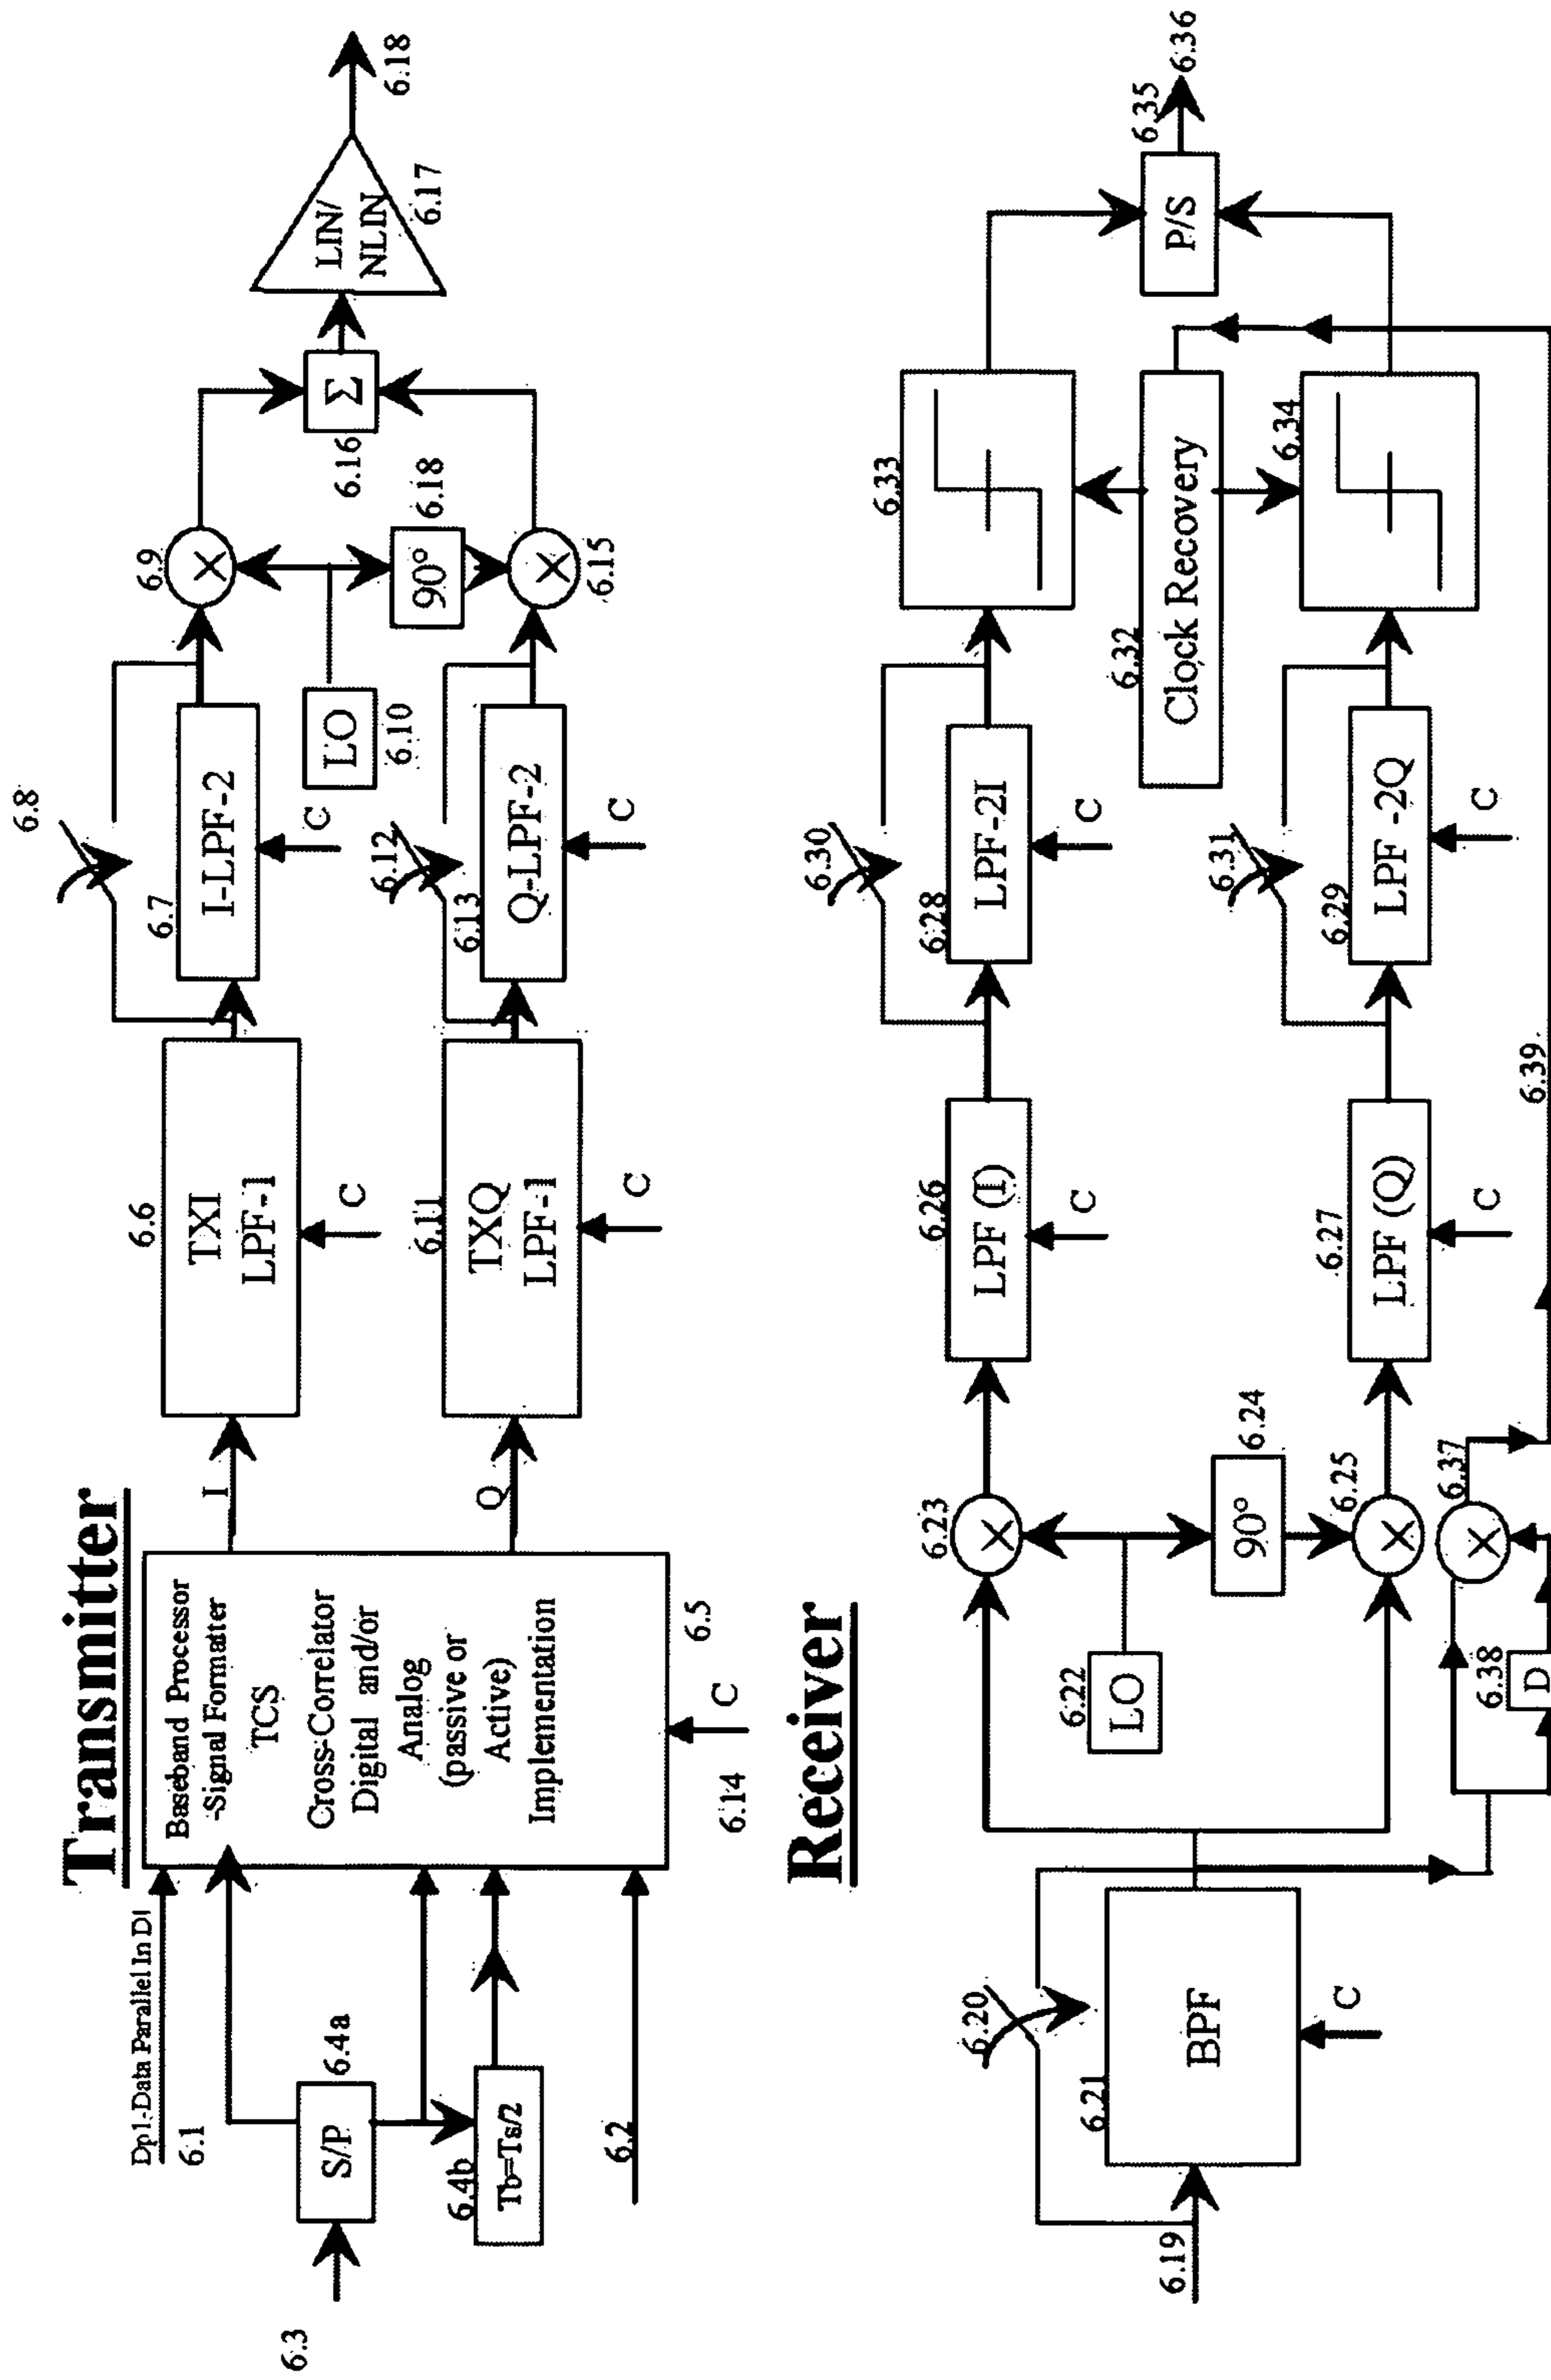 Transmitter
Dp1-Data Parallel In D!
6.1
6.3
S/P
6.4a
6.4b
Tb=Ts/2
6.2
Baseband Processor
-Signal Formatter
TCS
Cross-Correlator
Digital and/or
Analog
(passive or
Active)
Implementation
6.5
C
6.14
I
Q
6.6
TXI
LPF-1
C
6.11
TXQ
LPF-1
C
6.8
6.7
I-LPF-2
C
6.12
6.13
Q-LPF-2
C
LO
6.10
6.9
90°
6.18
6.15
Σ
6.16
LIN/
NLIN
6.17
6.18
Receiver
6.19
6.20
6.21
BPF
C
6.22
LO
6.23
90°
6.24
6.25
6.37
6.38
D
6.39
6.26
LPF (I)
C
6.27
LPF (Q)
C
6.30
6.28
LPF-2I
C
6.31
6.29
LPF -2Q
C
6.32
Clock Recovery
6.33
6.34
P/S
6.35
6.36